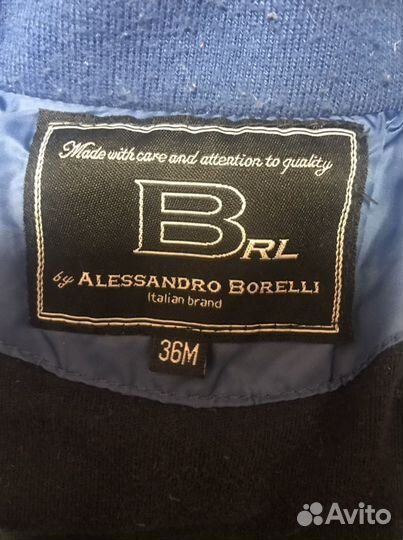 Made with care and attention to quality
BRL
by ALESSANDRO BORELLI
Italian brand
36M
Avito